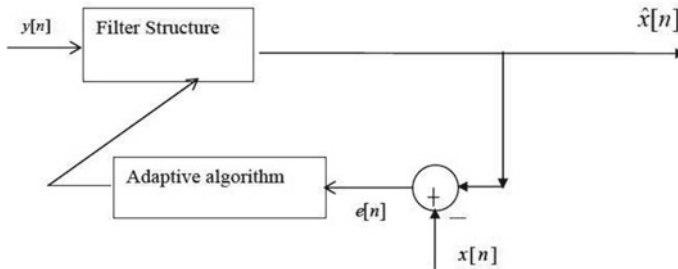 y[n]
Filter Structure
x̂[n]
Adaptive algorithm
e[n]
+
−
x[n]